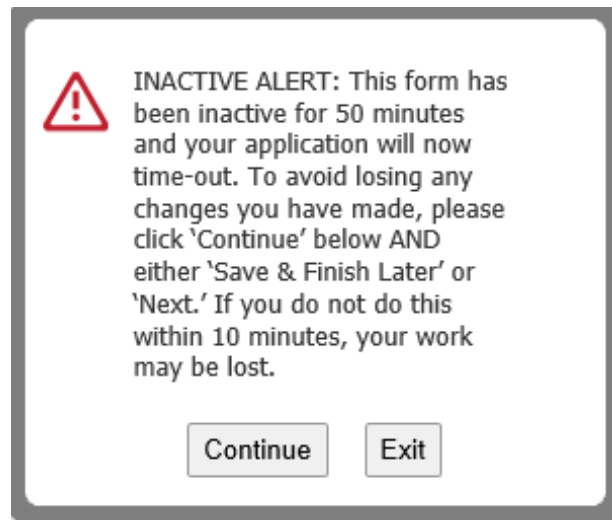 INACTIVE ALERT: This form has
been inactive for 50 minutes
and your application will now
time-out. To avoid losing any
changes you have made, please
click ‘Continue’ below AND
either ‘Save & Finish Later’ or
‘Next.’ If you do not do this
within 10 minutes, your work
may be lost.
Continue Exit